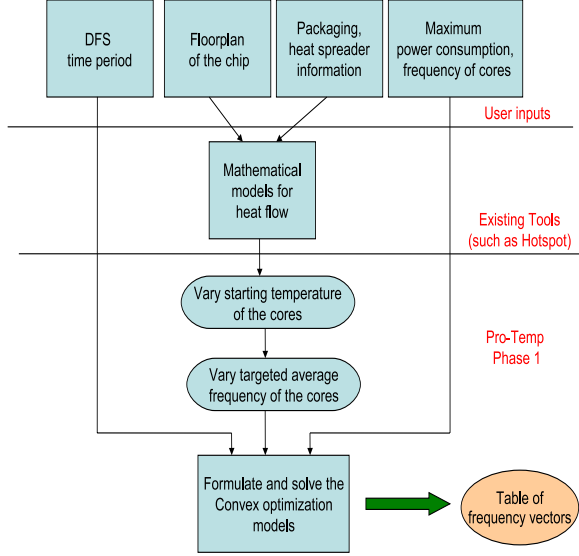 DFS
time period
Floorplan
of the chip
Packaging,
heat spreader
information
Maximum
power consumption,
frequency of cores
User inputs
Mathematical
models for
heat flow
Existing Tools
(such as Hotspot)
Vary starting temperature
of the cores
Pro-Temp
Phase 1
Vary targeted average
frequency of the cores
Formulate and solve the
Convex optimization
models
Table of
frequency vectors